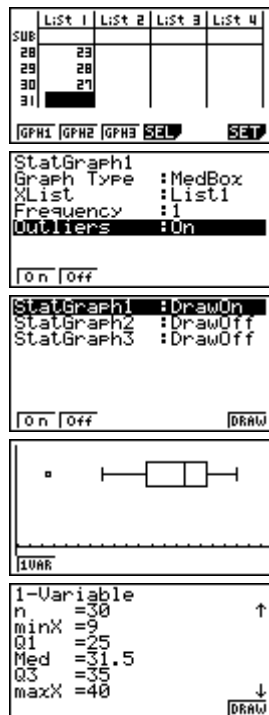 List 1 List 2 List 3 List 4
SUB
28 23
29 28
30 27
31
GPH1 GPH2 GPH3 SEL SET
StatGraph1
Graph Type :MedBox
XList :List1
Frequency :1
Outliers :On
On Off
StatGraph1 :DrawOn
StatGraph2 :DrawOff
StatGraph3 :DrawOff
On Off DRAW
1VAR
1-Variable
n =30
minX =9
Q1 =25
Med =31.5
Q3 =35
maxX =40
DRAW